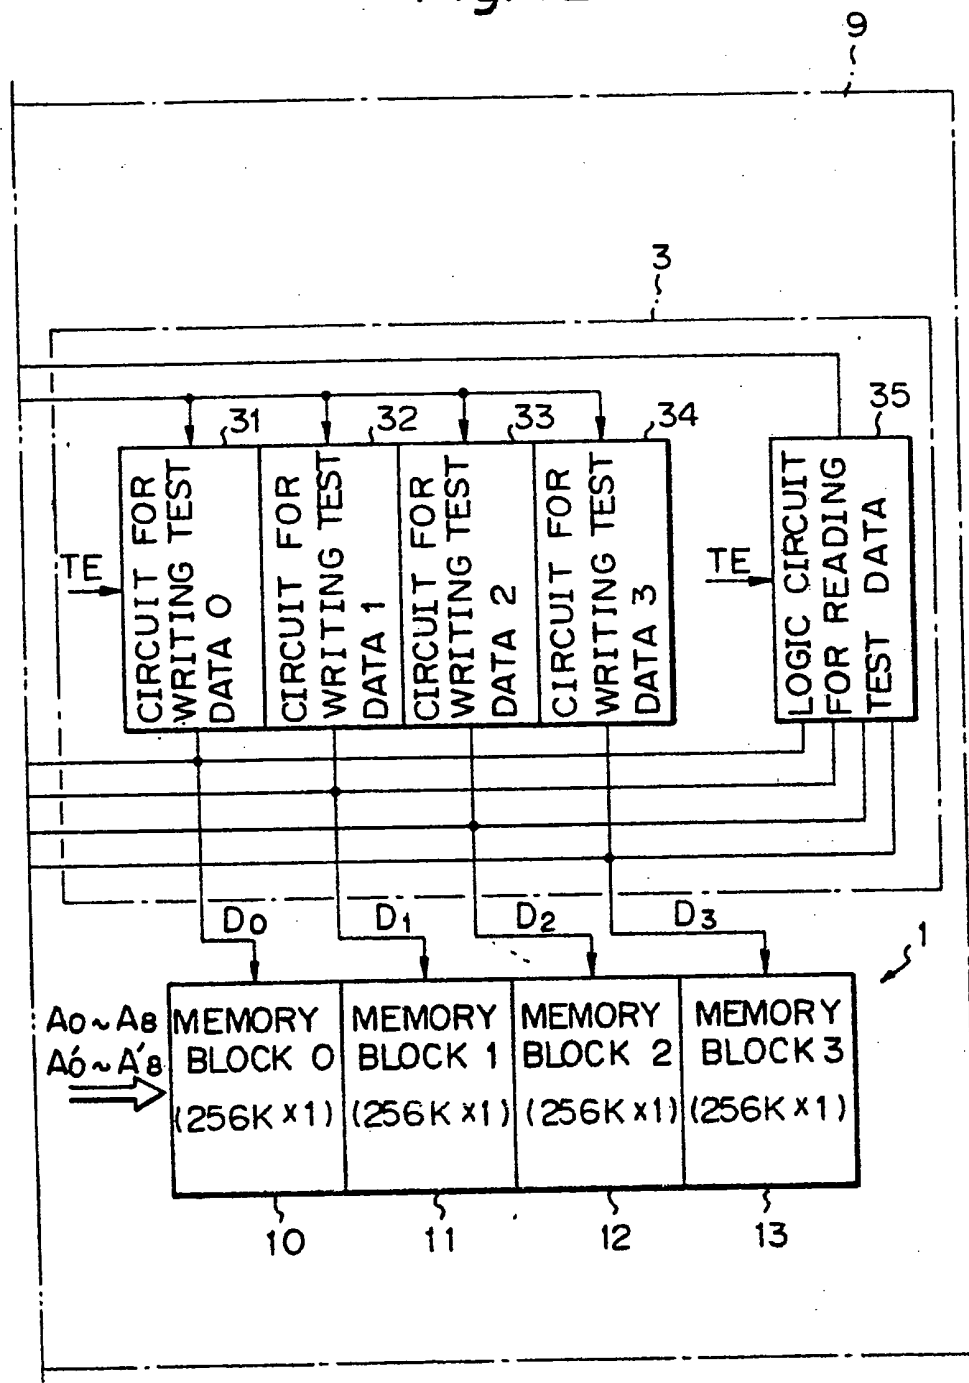 9
3
31
32
33
34
35
TE
CIRCUIT FOR
WRITING TEST
DATA 0
CIRCUIT FOR
WRITING TEST
DATA 1
CIRCUIT FOR
WRITING TEST
DATA 2
CIRCUIT FOR
WRITING TEST
DATA 3
TE
LOGIC CIRCUIT
FOR READING
TEST DATA
D0
D1
D2
D3
1
A0~A8
A'0~A'8
MEMORY
BLOCK 0
(256K×1)
MEMORY
BLOCK 1
(256K×1)
MEMORY
BLOCK 2
(256K×1)
MEMORY
BLOCK 3
(256K×1)
10
11
12
13